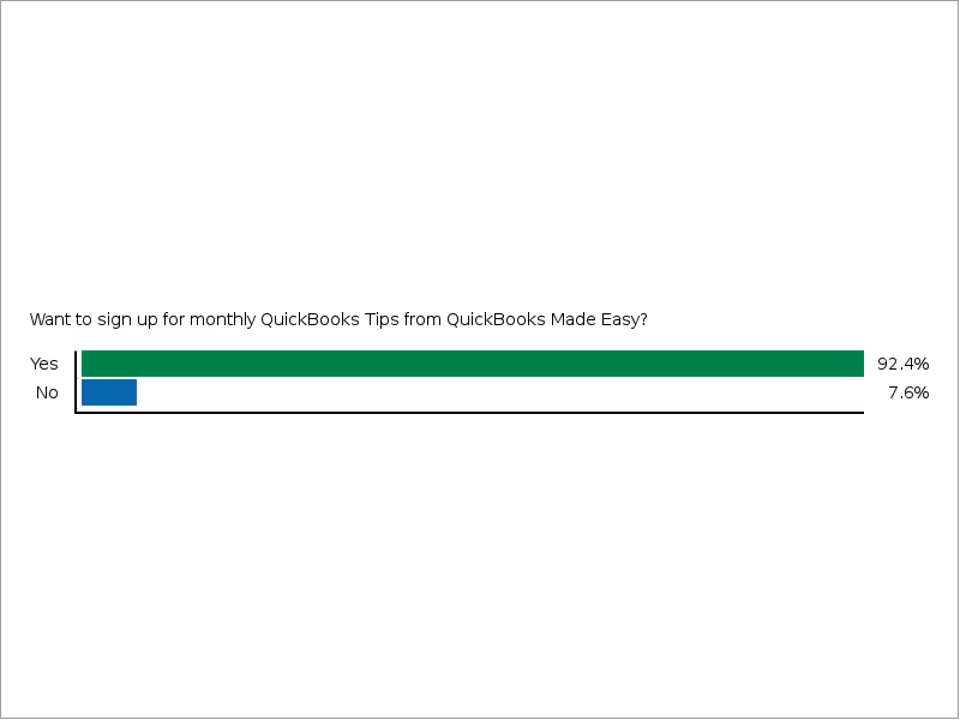 Want to sign up for monthly QuickBooks Tips from QuickBooks Made Easy?
Yes 92.4%
No 7.6%